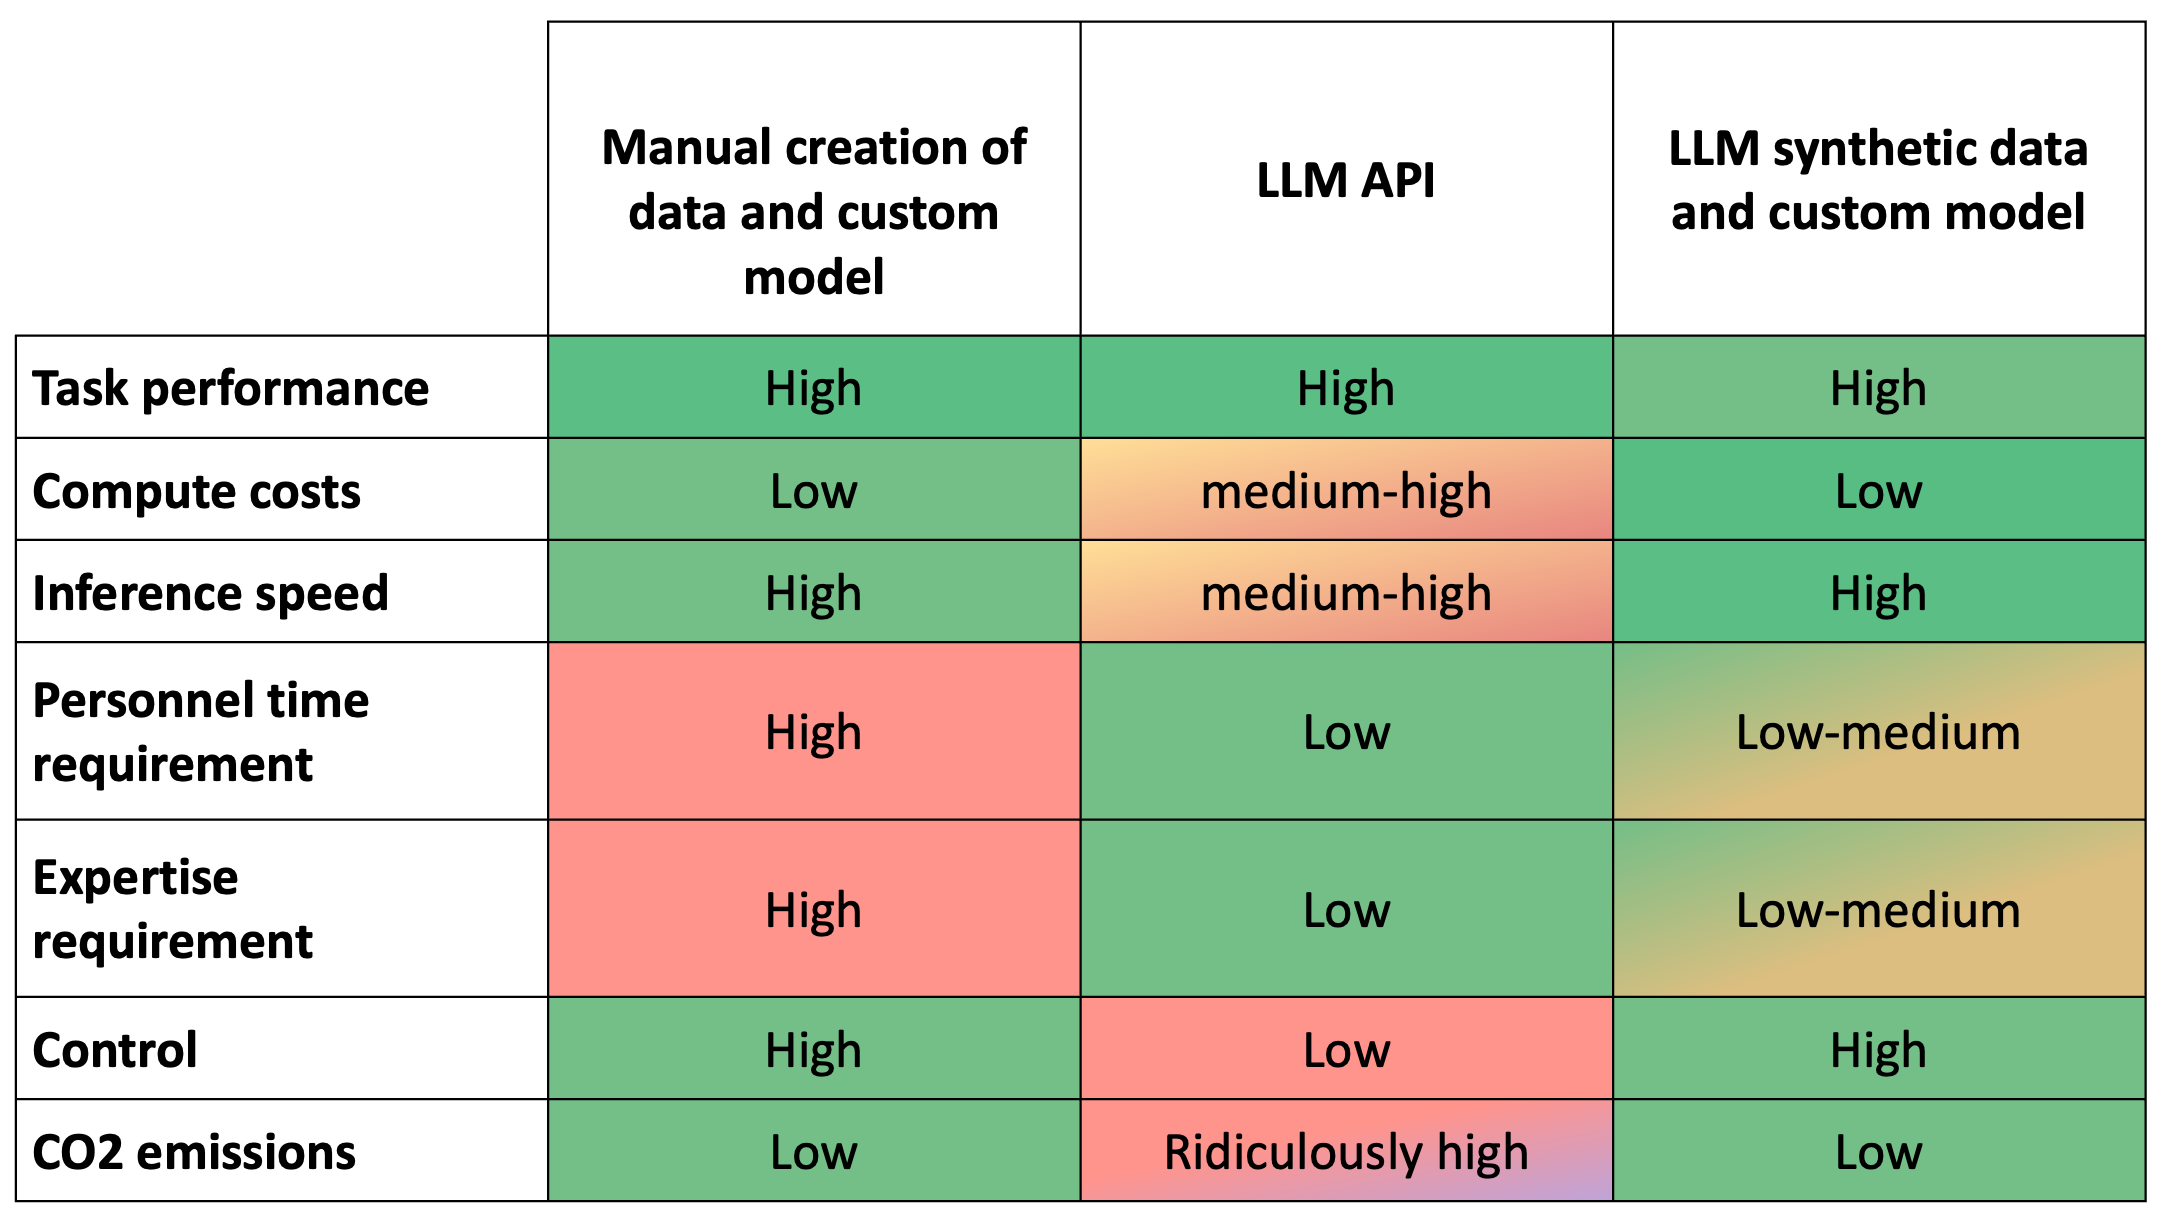 Manual creation of
data and custom
model
LLM API
LLM synthetic data
and custom model
Task performance
High
High
High
Compute costs
Low
medium-high
Low
Inference speed
High
medium-high
High
Personnel time
requirement
High
Low
Low-medium
Expertise
requirement
High
Low
Low-medium
Control
High
Low
High
CO2 emissions
Low
Ridiculously high
Low